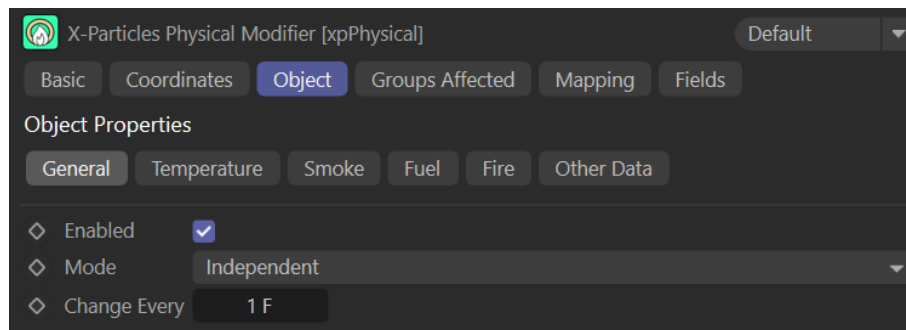 X-Particles Physical Modifier [xpPhysical] Default
Basic Coordinates Object Groups Affected Mapping Fields
Object Properties
General Temperature Smoke Fuel Fire Other Data
Enabled
Mode Independent
Change Every 1 F